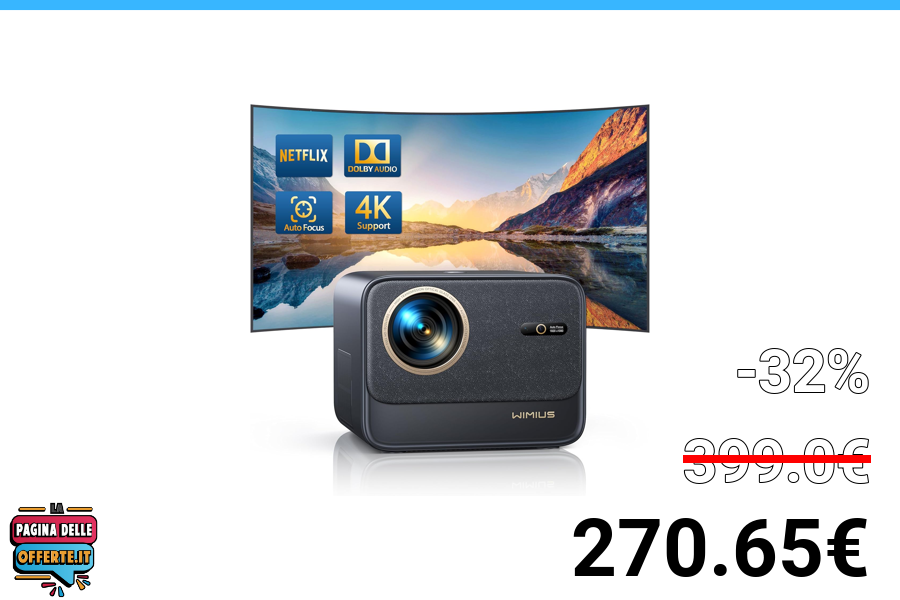 NETFLIX
DOLBY AUDIO
Auto Focus
4K
Support
WIMIUS
-32%
399.0€
270.65€
LA
PAGINA DELLE
OFFERTE.IT